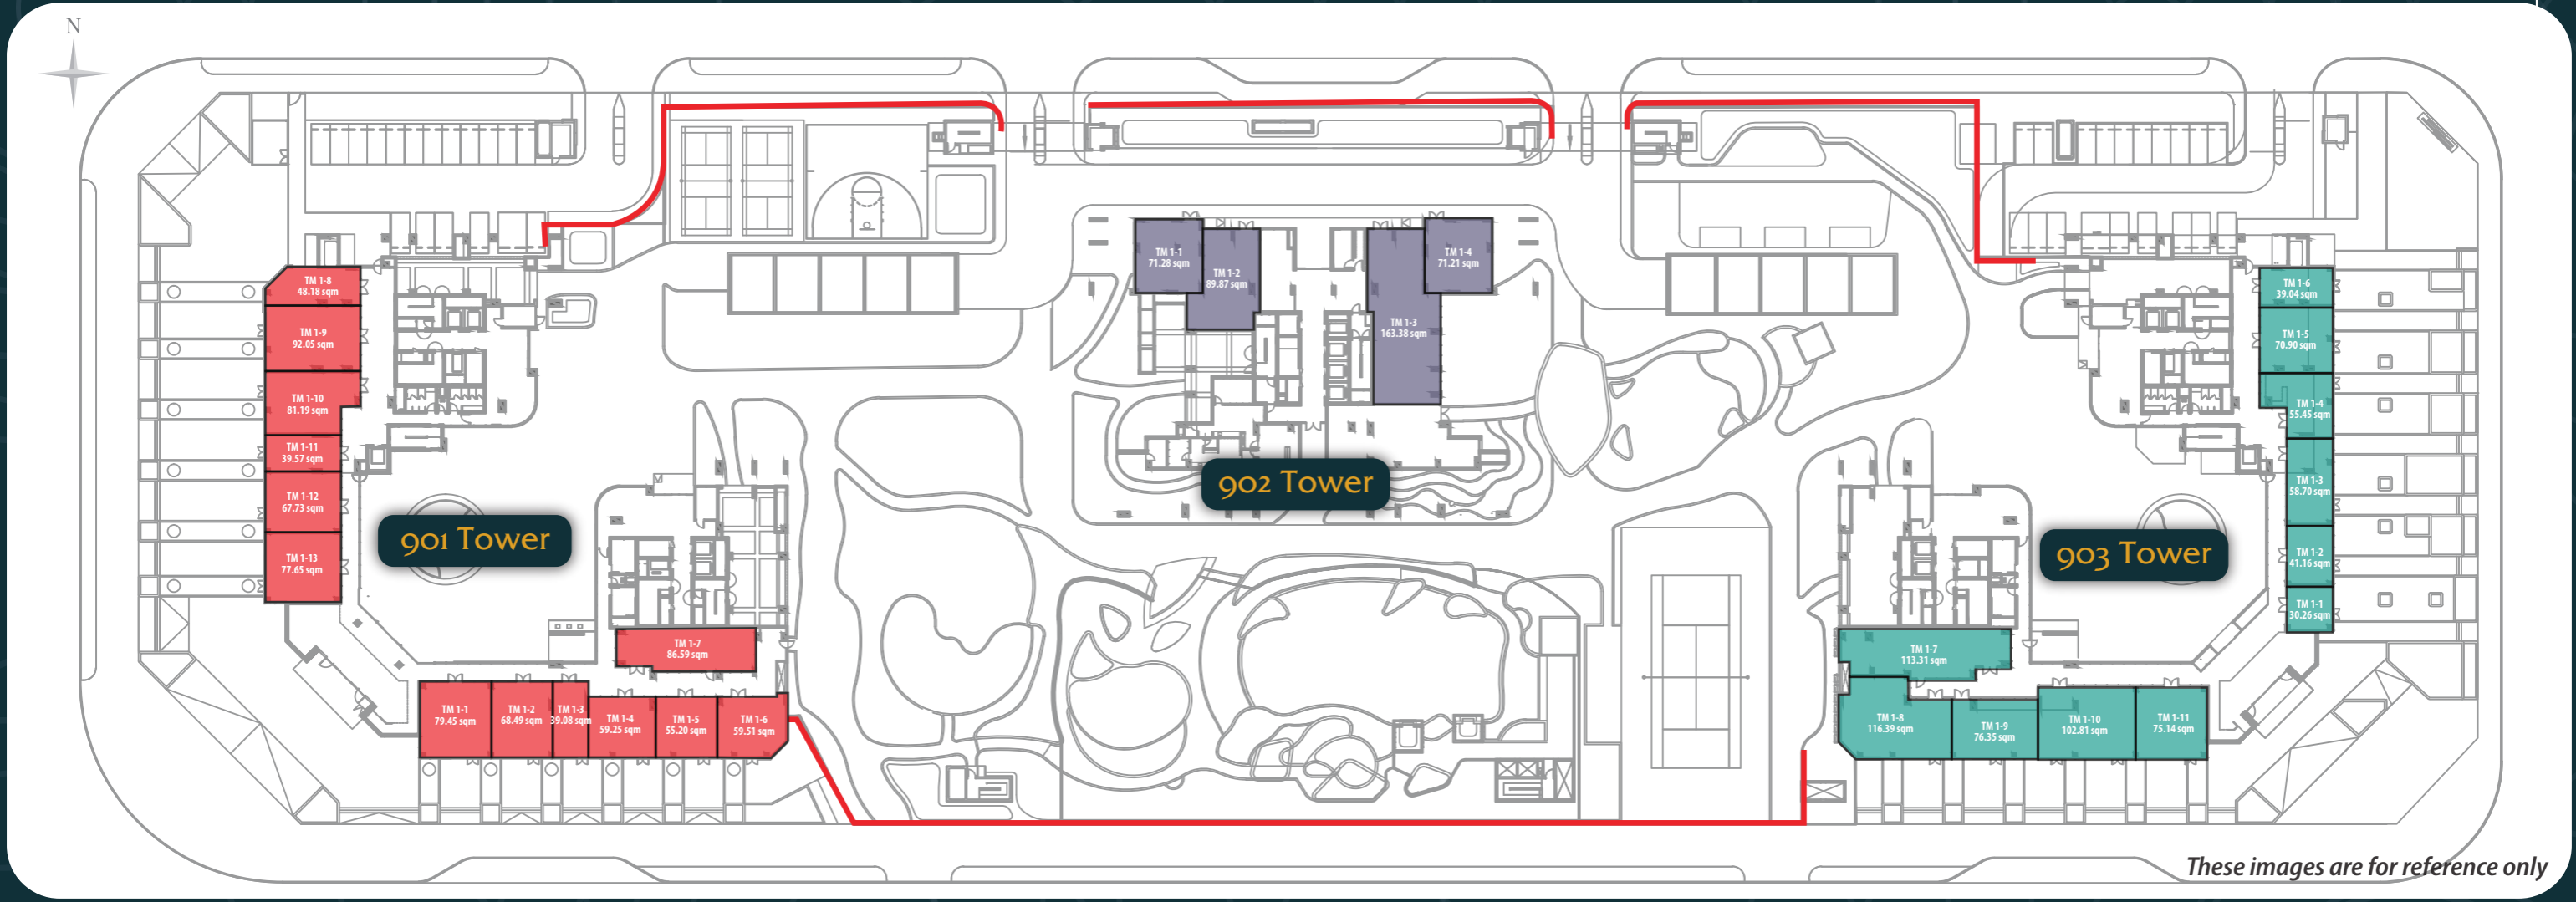 N
TM 1-8
48.18 sqm
TM 1-9
92.05 sqm
TM 1-10
81.19 sqm
TM 1-11
39.57 sqm
TM 1-12
67.73 sqm
TM 1-13
77.65 sqm
901 Tower
TM 1-7
86.59 sqm
TM 1-1
79.45 sqm
TM 1-2
68.49 sqm
TM 1-3
39.08 sqm
TM 1-4
59.25 sqm
TM 1-5
55.20 sqm
TM 1-6
59.51 sqm
TM 1-1
71.28 sqm
TM 1-2
89.87 sqm
TM 1-3
163.38 sqm
TM 1-4
71.21 sqm
902 Tower
TM 1-6
39.04 sqm
TM 1-5
70.90 sqm
TM 1-4
55.45 sqm
TM 1-3
58.70 sqm
TM 1-2
41.16 sqm
TM 1-1
30.26 sqm
903 Tower
TM 1-7
113.31 sqm
TM 1-8
116.39 sqm
TM 1-9
76.35 sqm
TM 1-10
102.81 sqm
TM 1-11
75.14 sqm
These images are for reference only